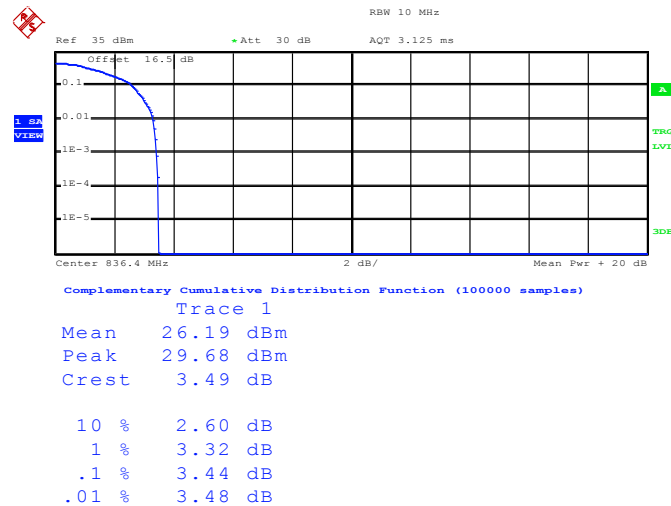 RBW 10 MHz
Ref 35 dBm *Att 30 dB AQT 3.125 ms
Offset 16.5 dB
0.1
A
0.01
1 SA
VIEW
TRG
LVL
1E-3
1E-4
1E-5
3DB
Center 836.4 MHz 2 dB/ Mean Pwr + 20 dB
Complementary Cumulative Distribution Function (100000 samples)
Trace 1
Mean 26.19 dBm
Peak 29.68 dBm
Crest 3.49 dB
10 % 2.60 dB
1 % 3.32 dB
.1 % 3.44 dB
.01 % 3.48 dB